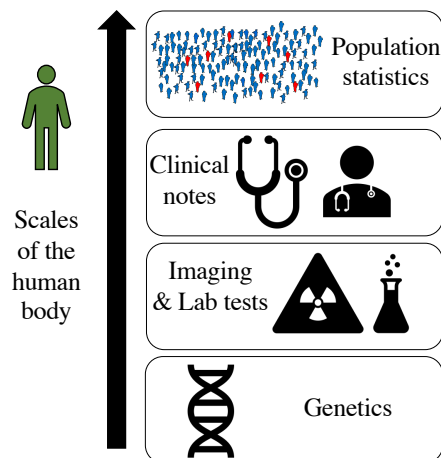 Population
statistics
Clinical
notes
Scales
of the
human
body
Imaging
& Lab tests
Genetics